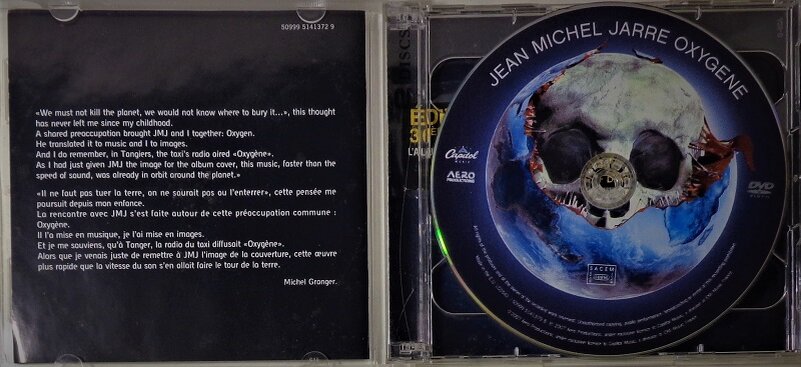 50999 5141372 9
«We must not kill the planet, we would not know where to bury it...», this thought
has never left me since my childhood.
A shared preoccupation brought JMJ and I together: Oxygen.
He translated it to music and to images.
And I do remember, in Tangiers, the taxi's radio aired «Oxygène».
As I had just given JMJ the image for the album cover, this music, faster than the
speed of sound, was already in orbit around the planet.»
«Il ne faut pas tuer la terre, on ne saurait pas ou l'enterrer», cette pensée me
poursuit depuis mon enfance.
La rencontre avec JMJ s'est faite autour de cette préoccupation commune :
Oxygène.
Il l'a mise en musique, je l'ai mise en images.
Et je me souviens, qu'à Tanger, la radio du taxi diffusait «Oxygène».
Alors que je venais juste de remettre à JMJ l'image de la couverture, cette œuvre
plus rapide que la vitesse du son s'en allait faire le tour de la terre.
Michel Granger.
JEAN MICHEL JARRE OXYGENE
Capitol
MUSIC
AERO
PRODUCTIONS
DVD
VIDEO
SACEM